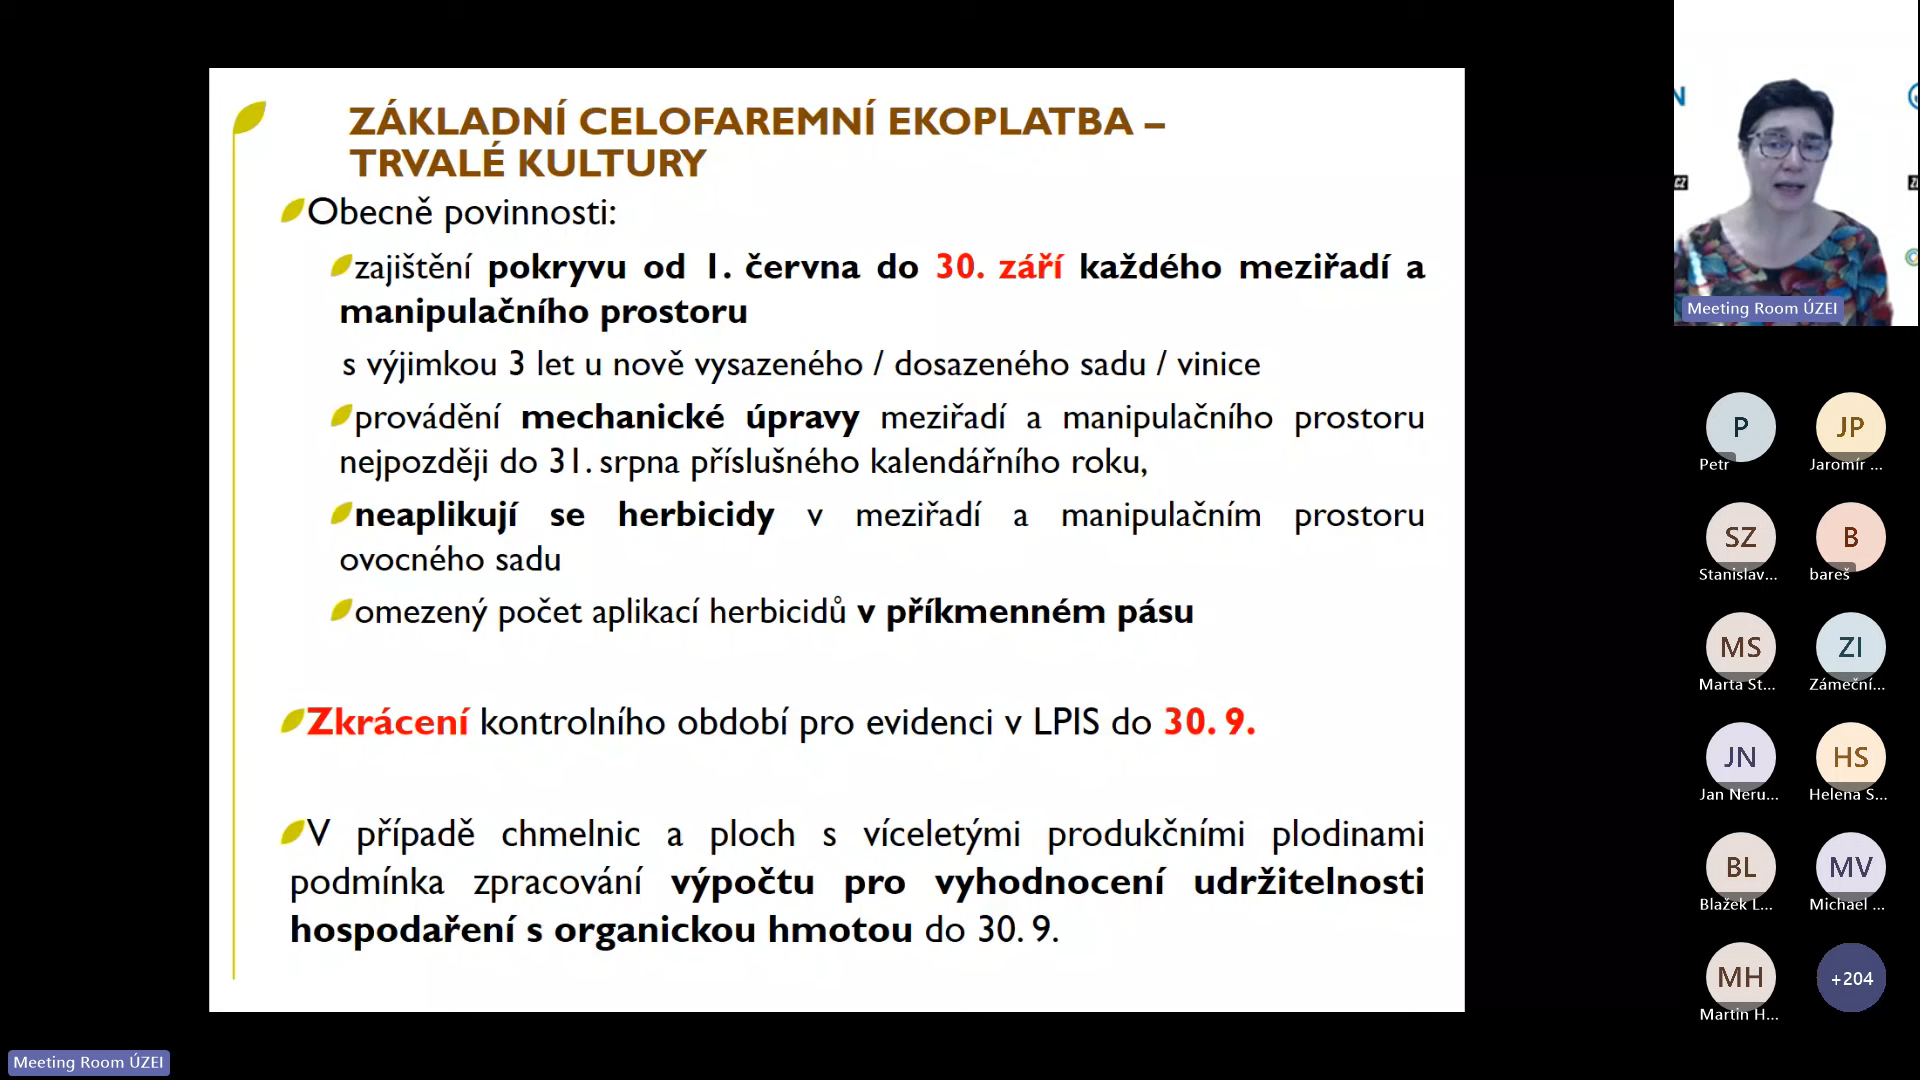 ZÁKLADNÍ CELOFAREMNÍ EKOPLATBA –
TRVALÉ KULTURY
Obecně povinnosti:
zajištění pokryvu od 1. června do 30. září každého meziřadí a
manipulačního prostoru
s výjimkou 3 let u nově vysazeného / dosazeného sadu / vinice
provádění mechanické úpravy meziřadí a manipulačního prostoru
nejpozději do 31. srpna příslušného kalendářního roku,
neaplikují se herbicidy v meziřadí a manipulačním prostoru
ovocného sadu
omezený počet aplikací herbicidů v příkmenném pásu
Zkrácení kontrolního období pro evidenci v LPIS do 30. 9.
V případě chmelnic a ploch s víceletými produkčními plodinami
podmínka zpracování výpočtu pro vyhodnocení udržitelnosti
hospodaření s organickou hmotou do 30. 9.
Meeting Room ÚZEI
P
Petr
JP
Jaromír ...
SZ
Stanislav...
B
bareš
MS
Marta St...
ZI
Zámeční...
JN
Jan Neru...
HS
Helena S...
BL
Blažek L...
MV
Michael ...
MH
Martin H...
+204
Meeting Room ÚZEI